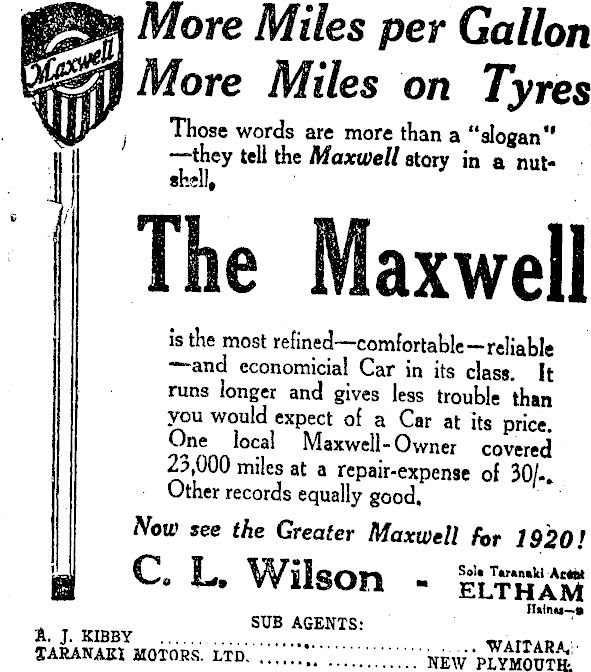 More Miles per Gallon
Maxwell
More Miles on Tyres
Those words are more than a "slogan"
—they tell the Maxwell story in a nut-
shell.
The Maxwell
is the most refined—comfortable—reliable
—and economicial Car in its class. It
runs longer and gives less trouble than
you would expect of a Car at its price.
One local Maxwell-Owner covered
23,000 miles at a repair-expense of 30/-.
Other records equally good.
Now see the Greater Maxwell for 1920!
C. L. Wilson - Sole Taranaki Agent
ELTHAM
Haines—
SUB AGENTS:
A. J. KIBBY .......................... WAITARA.
TARANAKI MOTORS. LTD. .................... NEW PLYMOUTH.